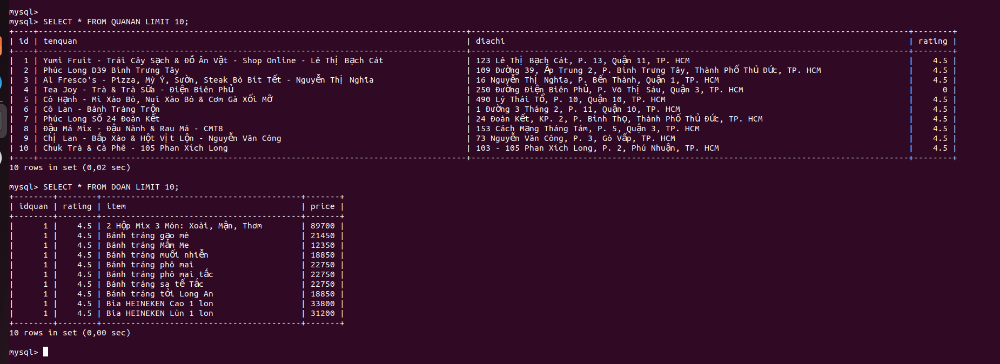 mysql>
mysql> SELECT * FROM QUANAN LIMIT 10;
+----+----------------------------------------------------------------------------------------+------------------------------------------------------------------------------------------+--------+
| id | tenquan | diachi | rating |
+----+----------------------------------------------------------------------------------------+------------------------------------------------------------------------------------------+--------+
| 1 | Yumi Fruit - Trái Cây Sạch & Đồ Ăn Vặt - Shop Online - Lê Thị Bạch Cát | 123 Lê Thị Bạch Cát, P. 13, Quận 11, TP. HCM | 4.5 |
| 2 | Phúc Long D39 Bình Trưng Tây | 109 Đường 39, Ấp Trung 2, P. Bình Trưng Tây, Thành Phố Thủ Đức, TP. HCM | 4.5 |
| 3 | Al Fresco's - Pizza, Mỳ Ý, Sườn, Steak Bò Bít Tết - Nguyễn Thị Nghĩa | 16 Nguyễn Thị Nghĩa, P. Bến Thành, Quận 1, TP. HCM | 4.5 |
| 4 | Tea Joy - Trà & Trà Sữa - Điện Biên Phủ | 250 Đường Điện Biên Phủ, P. Võ Thị Sáu, Quận 3, TP. HCM | 0 |
| 5 | Cô Hạnh - Mì Xào Bò, Nui Xào Bò & Cơm Gà Xối Mỡ | 490 Lý Thái Tổ, P. 10, Quận 10, TP. HCM | 4.5 |
| 6 | Cô Lan - Bánh Tráng Trộn | 1 Đường 3 Tháng 2, P. 11, Quận 10, TP. HCM | 4.5 |
| 7 | Phúc Long Số 24 Đoàn Kết | 24 Đoàn Kết, KP. 2, P. Bình Thọ, Thành Phố Thủ Đức, TP. HCM | 4.5 |
| 8 | Đậu Má Mix - Đậu Nành & Rau Má - CMT8 | 153 Cách Mạng Tháng Tám, P. 5, Quận 3, TP. HCM | 4.5 |
| 9 | Chị Lan - Bắp Xào & Hột Vịt Lộn - Nguyễn Văn Công | 73 Nguyễn Văn Công, P. 3, Gò Vấp, TP. HCM | 4.5 |
| 10 | Chuk Trà & Cà Phê - 105 Phan Xích Long | 103 - 105 Phan Xích Long, P. 2, Phú Nhuận, TP. HCM | 4.5 |
+----+----------------------------------------------------------------------------------------+------------------------------------------------------------------------------------------+--------+
10 rows in set (0,02 sec)
mysql> SELECT * FROM DOAN LIMIT 10;
+--------+--------+-----------------------------------------+-------+
| idquan | rating | item | price |
+--------+--------+-----------------------------------------+-------+
| 1 | 4.5 | 2 Hộp Mix 3 Món: Xoài, Mận, Thơm | 89700 |
| 1 | 4.5 | Bánh tráng gạo mè | 21450 |
| 1 | 4.5 | Bánh tráng Mắm Me | 12350 |
| 1 | 4.5 | Bánh tráng muối nhiễn | 18850 |
| 1 | 4.5 | Bánh tráng phô mai | 22750 |
| 1 | 4.5 | Bánh tráng phô mai tắc | 22750 |
| 1 | 4.5 | Bánh tráng sa tế Tắc | 22750 |
| 1 | 4.5 | Bánh tráng tỏi Long An | 18850 |
| 1 | 4.5 | Bia HEINEKEN Cao 1 lon | 33800 |
| 1 | 4.5 | Bia HEINEKEN Lùn 1 lon | 31200 |
+--------+--------+-----------------------------------------+-------+
10 rows in set (0,00 sec)
mysql>